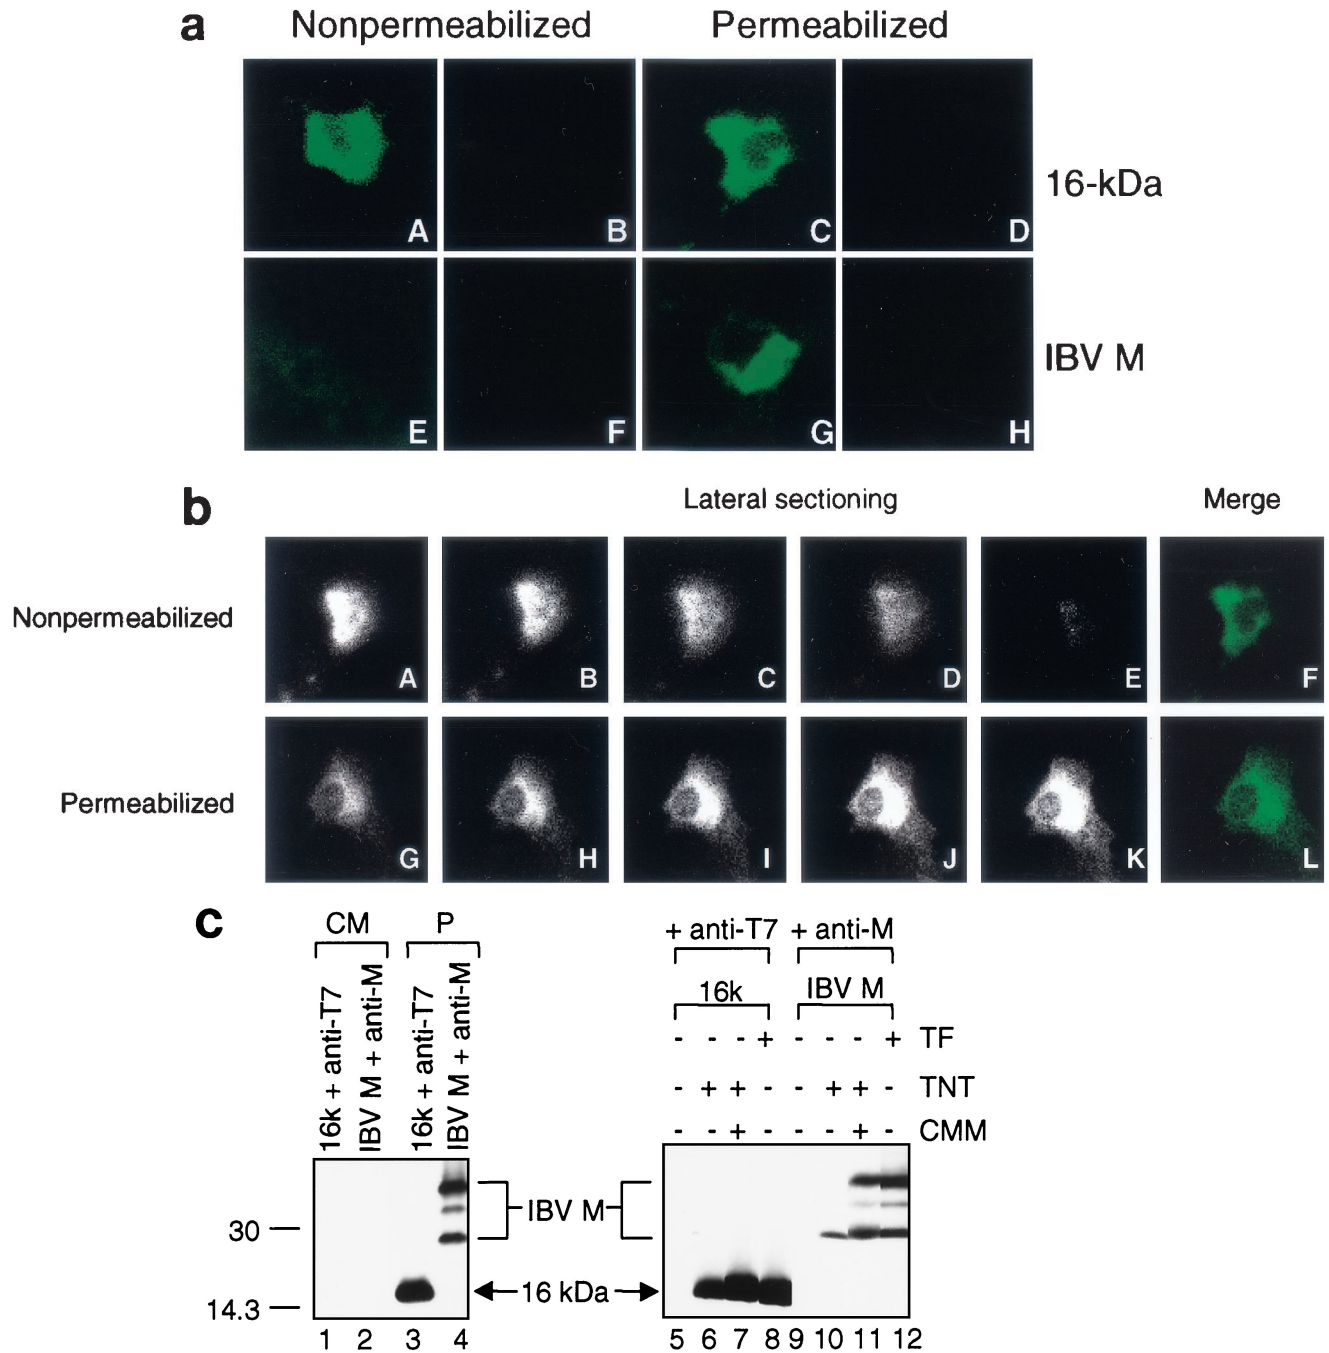 a
Nonpermeabilized Permeabilized
A B C D
16-kDa
E F G H
IBV M
b
Lateral sectioning Merge
Nonpermeabilized
A B C D E F
Permeabilized
G H I J K L
c
CM P
16k + anti-T7
IBV M + anti-M
16k + anti-T7
IBV M + anti-M
30
14.3
1 2 3 4
IBV M
16 kDa
+ anti-T7 + anti-M
16k IBV M
- - - + - - - + TF
- + + - - + + - TNT
- - + - - - + - CMM
5 6 7 8 9 10 11 12